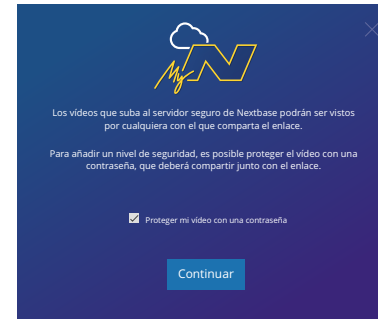 My N
Los vídeos que suba al servidor seguro de Nextbase podrán ser vistos
por cualquiera con el que comparta el enlace.
Para añadir un nivel de seguridad, es posible proteger el vídeo con una
contraseña, que deberá compartir junto con el enlace.
Proteger mi vídeo con una contraseña
Continuar